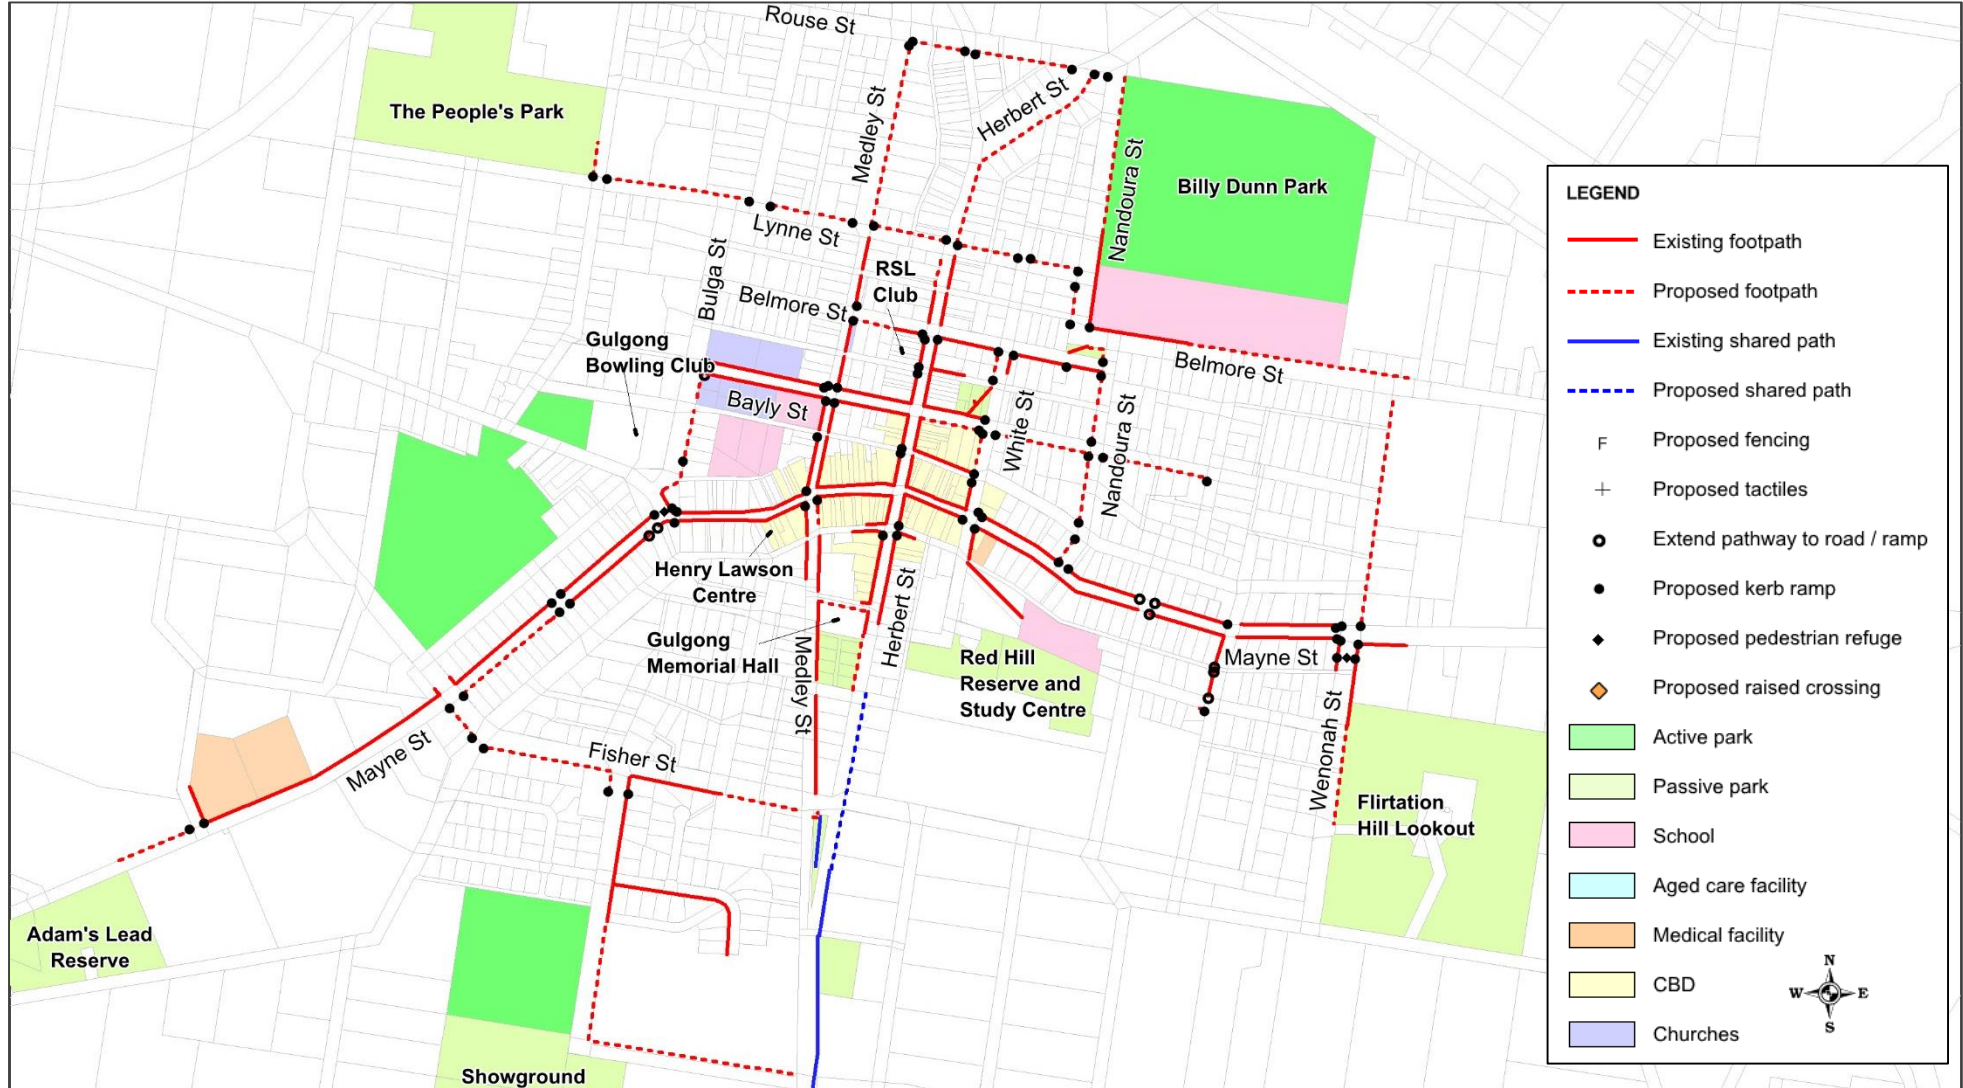 Rouse St
The People's Park
Medley St
Herbert St
Nandoura St
Billy Dunn Park
Lynne St
Bulga St
RSL
Club
Belmore St
Gulgong
Bowling Club
Bayly St
Belmore St
White St
Nandoura St
Henry Lawson
Centre
Gulgong
Memorial Hall
Medley St
Herbert St
Red Hill
Reserve and
Study Centre
Mayne St
Wenonah St
Flirtation
Hill Lookout
Mayne St
Fisher St
Adam's Lead
Reserve
Showground
LEGEND
Existing footpath
Proposed footpath
Existing shared path
Proposed shared path
F Proposed fencing
Proposed tactiles
Extend pathway to road / ramp
Proposed kerb ramp
Proposed pedestrian refuge
Proposed raised crossing
Active park
Passive park
School
Aged care facility
Medical facility
CBD
Churches
N
W E
S